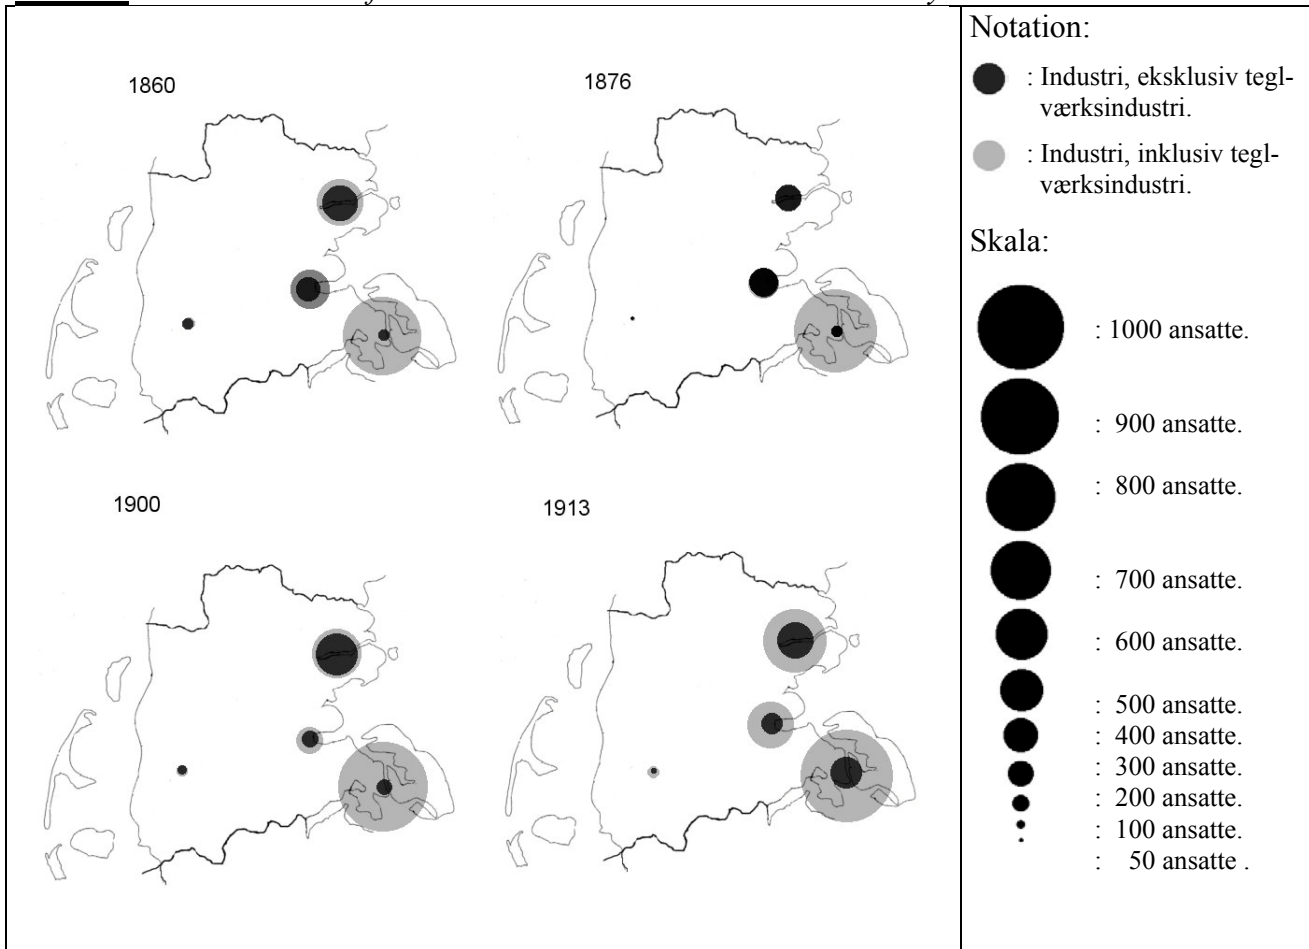 1860
1876
1900
1913
Notation:
: Industri, eksklusiv tegl-
værksindustri.
: Industri, inklusiv tegl-
værksindustri.
Skala:
: 1000 ansatte.
: 900 ansatte.
: 800 ansatte.
: 700 ansatte.
: 600 ansatte.
: 500 ansatte.
: 400 ansatte.
: 300 ansatte.
: 200 ansatte.
: 100 ansatte.
: 50 ansatte .